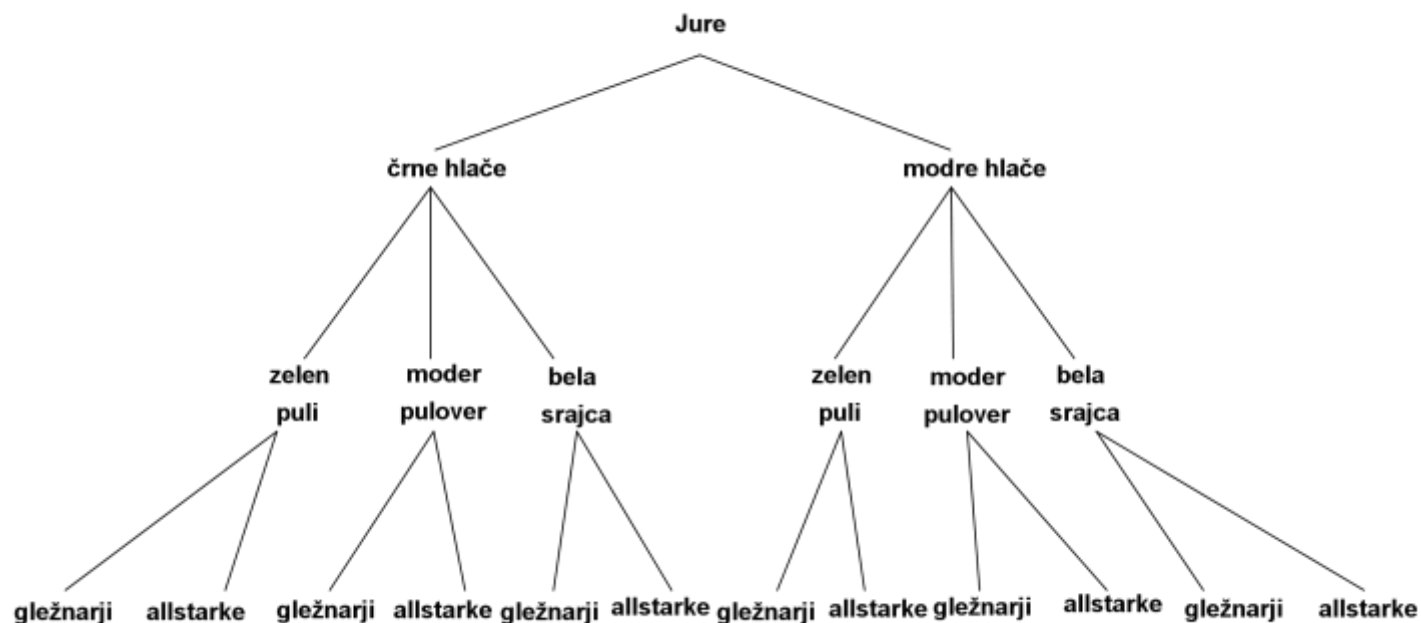 Jure
črne hlače modre hlače
zelen moder bela zelen moder bela
puli pulover srajca puli pulover srajca
gležnarji allstarke gležnarji allstarke gležnarji allstarke gležnarji allstarke gležnarji allstarke gležnarji allstarke